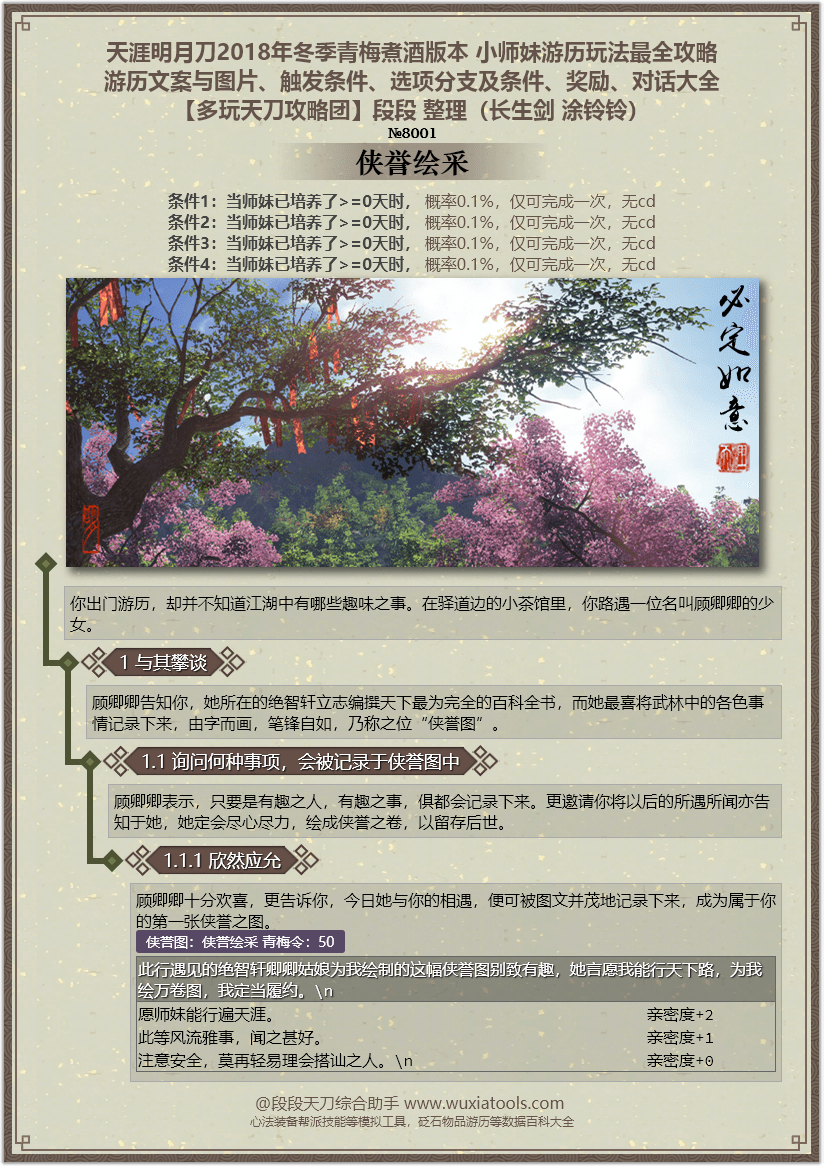 天涯明月刀2018年冬季青梅煮酒版本 小师妹游历玩法最全攻略
游历文案与图片、触发条件、选项分支及条件、奖励、对话大全
【多玩天刀攻略团】段段 整理（长生剑 涂铃铃）
№8001
侠誉绘采
条件1：当师妹已培养了>=0天时， 概率0.1%，仅可完成一次，无cd
条件2：当师妹已培养了>=0天时， 概率0.1%，仅可完成一次，无cd
条件3：当师妹已培养了>=0天时， 概率0.1%，仅可完成一次，无cd
条件4：当师妹已培养了>=0天时， 概率0.1%，仅可完成一次，无cd
必定如意
你出门游历，却并不知道江湖中有哪些趣味之事。在驿道边的小茶馆里，你路遇一位名叫顾卿卿的少
女。
1 与其攀谈
顾卿卿告知你，她所在的绝智轩立志编撰天下最为完全的百科全书，而她最喜将武林中的各色事
情记录下来，由字而画，笔锋自如，乃称之位“侠誉图”。
1.1 询问何种事项，会被记录于侠誉图中
顾卿卿表示，只要是有趣之人，有趣之事，俱都会记录下来。更邀请你将以后的所遇所闻亦告
知于她，她定会尽心尽力，绘成侠誉之卷，以留存后世。
1.1.1 欣然应允
顾卿卿十分欢喜，更告诉你，今日她与你的相遇，便可被图文并茂地记录下来，成为属于你
的第一张侠誉之图。
侠誉图：侠誉绘采 青梅令：50
此行遇见的绝智轩卿卿姑娘为我绘制的这幅侠誉图别致有趣，她言愿我能行天下路，为我
绘万卷图，我定当履约。\n
愿师妹能行遍天涯。 亲密度+2
此等风流雅事，闻之甚好。 亲密度+1
注意安全，莫再轻易理会搭讪之人。\n 亲密度+0
@段段天刀综合助手 www.wuxiatools.com
心法装备帮派技能等模拟工具，砭石物品游历等数据百科大全